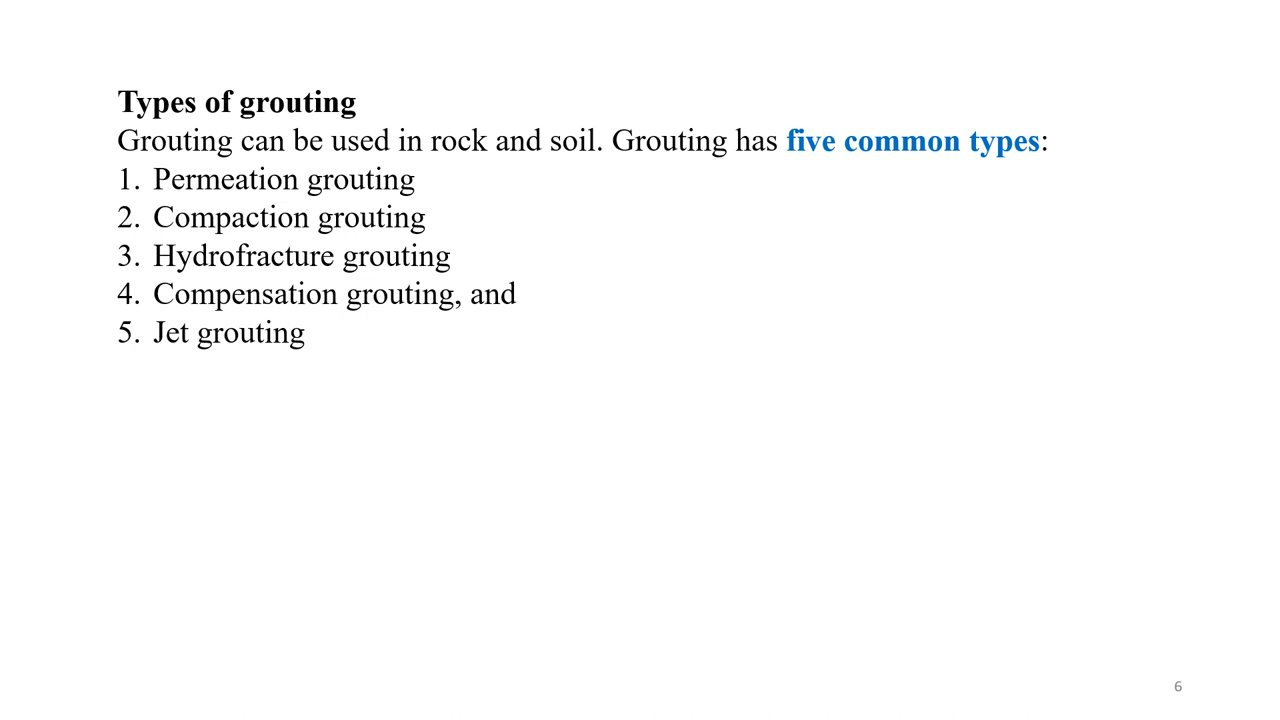 Types of grouting
Grouting can be used in rock and soil. Grouting has five common types:
1. Permeation grouting
2. Compaction grouting
3. Hydrofracture grouting
4. Compensation grouting, and
5. Jet grouting
6